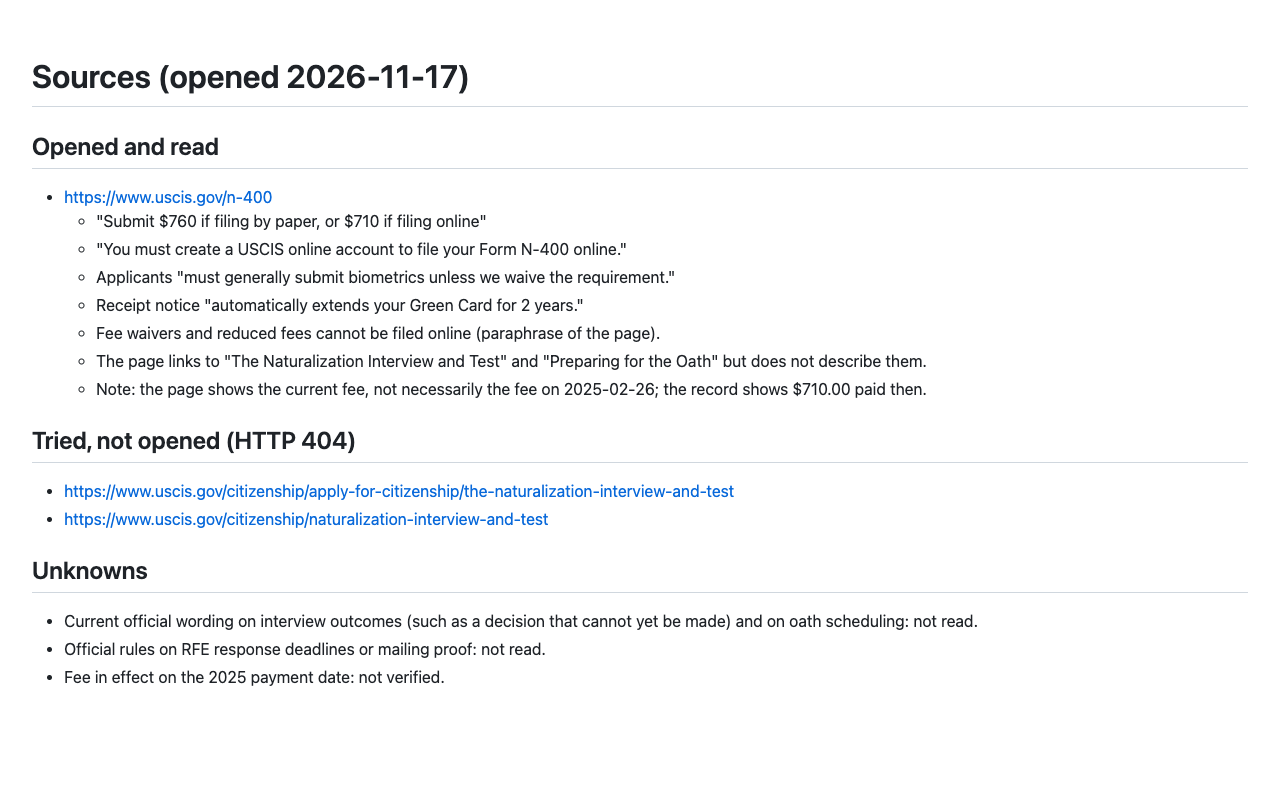 Sources (opened 2026-11-17)
Opened and read
https://www.uscis.gov/n-400
"Submit $760 if filing by paper, or $710 if filing online"
"You must create a USCIS online account to file your Form N-400 online."
Applicants "must generally submit biometrics unless we waive the requirement."
Receipt notice "automatically extends your Green Card for 2 years."
Fee waivers and reduced fees cannot be filed online (paraphrase of the page).
The page links to "The Naturalization Interview and Test" and "Preparing for the Oath" but does not describe them.
Note: the page shows the current fee, not necessarily the fee on 2025-02-26; the record shows $710.00 paid then.
Tried, not opened (HTTP 404)
https://www.uscis.gov/citizenship/apply-for-citizenship/the-naturalization-interview-and-test
https://www.uscis.gov/citizenship/naturalization-interview-and-test
Unknowns
Current official wording on interview outcomes (such as a decision that cannot yet be made) and on oath scheduling: not read.
Official rules on RFE response deadlines or mailing proof: not read.
Fee in effect on the 2025 payment date: not verified.